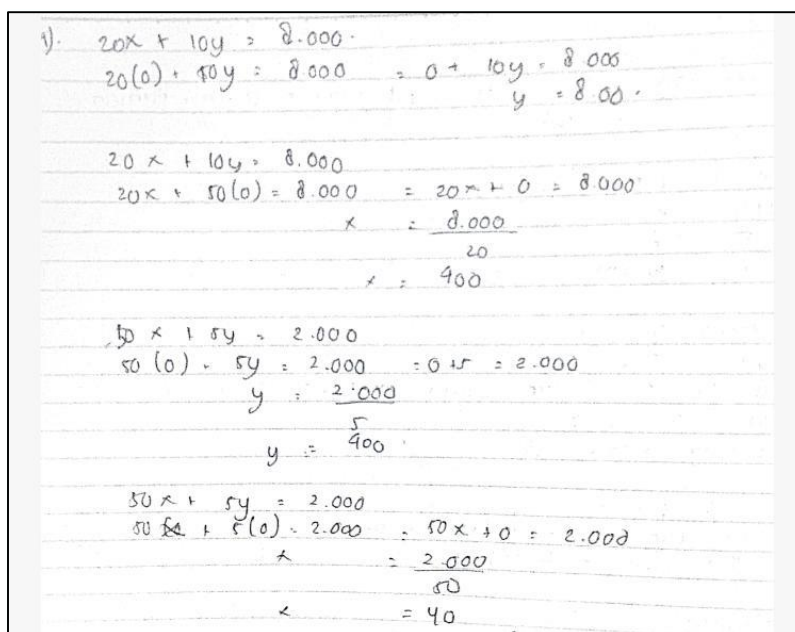 1). 20x + 10y = 8.000.
20(0) + 10y = 8.000 = 0 + 10y = 8.000
y = 8.00.
20x + 10y = 8.000
20x + 50(0) = 8.000 = 20x + 0 = 8.000
x = 8.000
20
x = 400
50x + 5y = 2.000
50(0) + 5y = 2.000 = 0 + 5 = 2.000
y = 2.000
5
y = 400
50x + 5y = 2.000
50 + 5(0) = 2.000 = 50x + 0 = 2.000
x = 2.000
50
x = 40